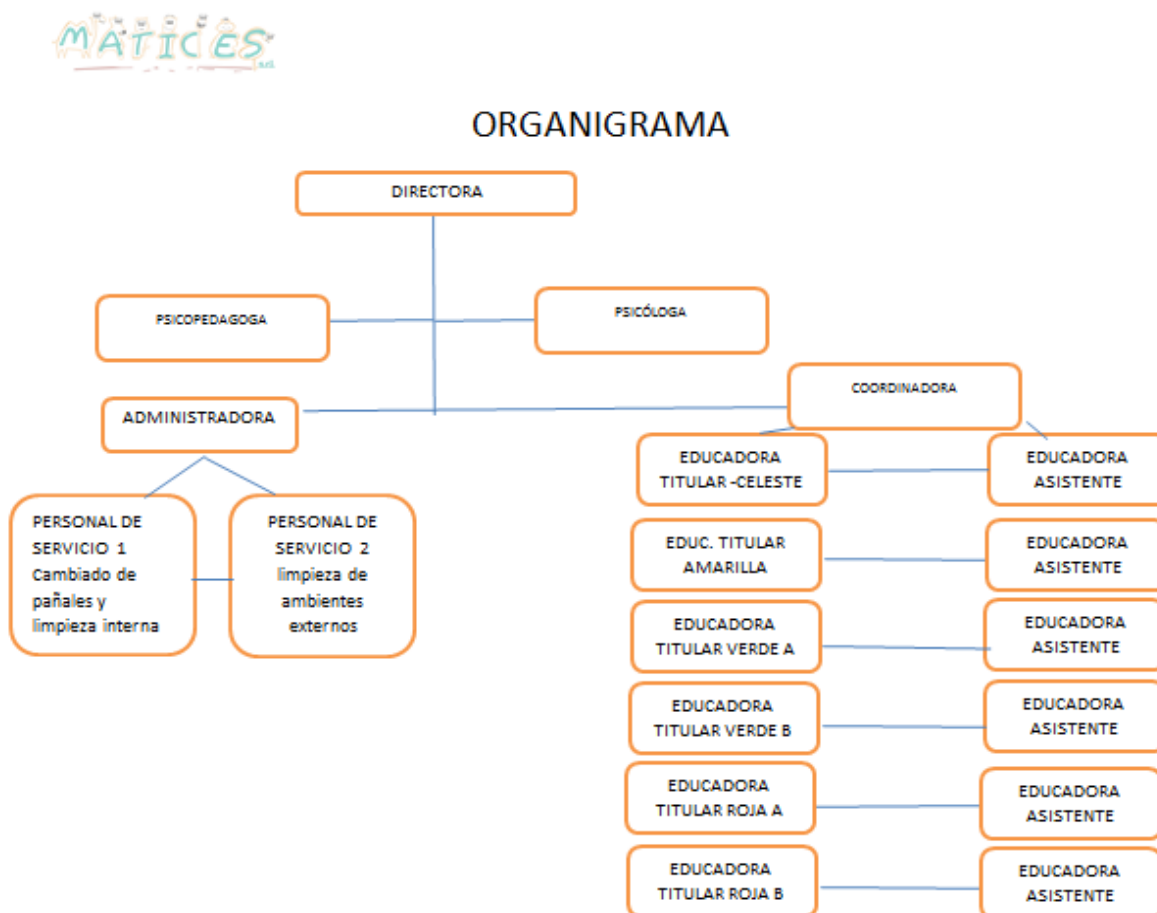 MATICES
srl
ORGANIGRAMA
DIRECTORA
PSICOPEDAGOGA
PSICÓLOGA
COORDINADORA
ADMINISTRADORA
PERSONAL DE
SERVICIO 1
Cambiado de
pañales y
limpieza interna
PERSONAL DE
SERVICIO 2
limpieza de
ambientes
externos
EDUCADORA
TITULAR -CELESTE
EDUCADORA
ASISTENTE
EDUC. TITULAR
AMARILLA
EDUCADORA
ASISTENTE
EDUCADORA
TITULAR VERDE A
EDUCADORA
ASISTENTE
EDUCADORA
TITULAR VERDE B
EDUCADORA
ASISTENTE
EDUCADORA
TITULAR ROJA A
EDUCADORA
ASISTENTE
EDUCADORA
TITULAR ROJA B
EDUCADORA
ASISTENTE